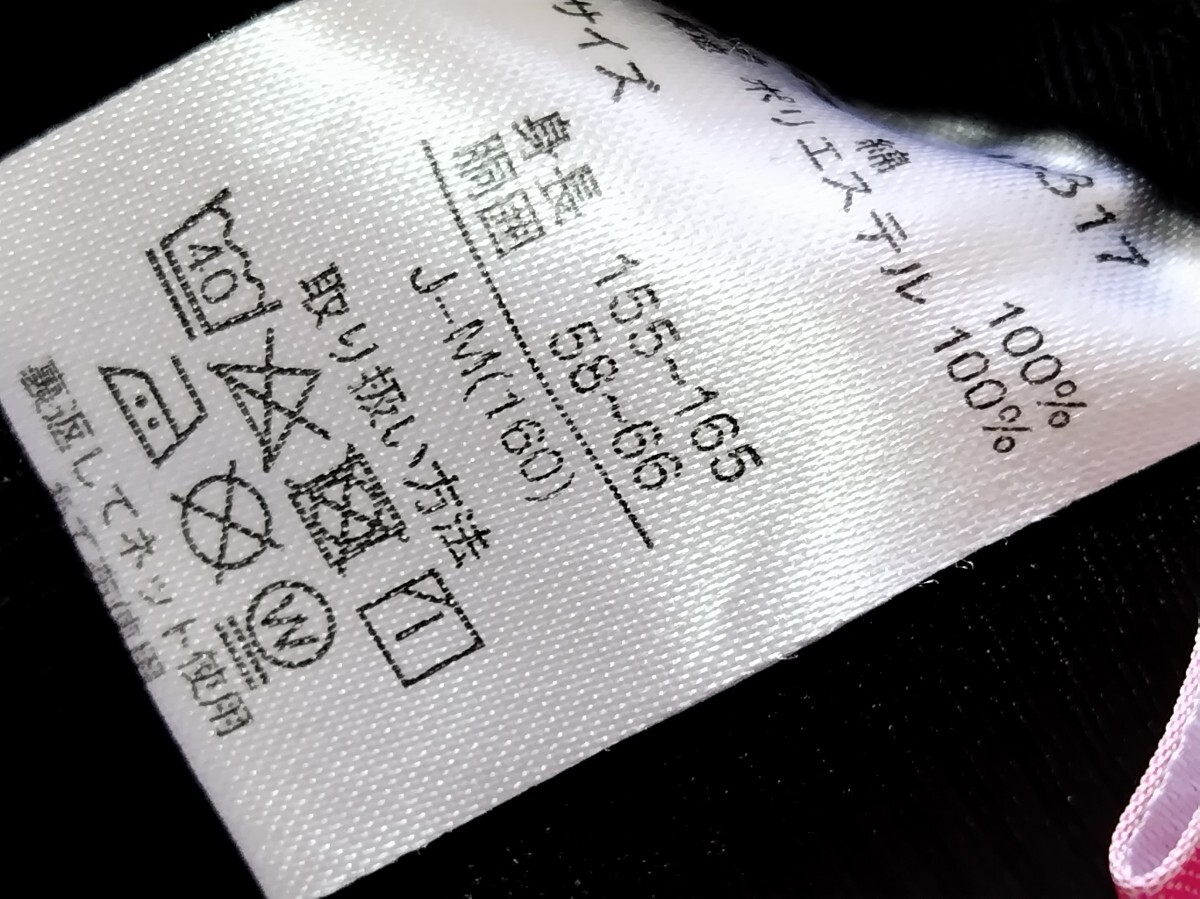 317
綿 100%
ポリエステル 100%
サイズ
身長 155~165
胴囲 58~66
J-M(160)
取り扱い方法
40
W
裏返してネット使用